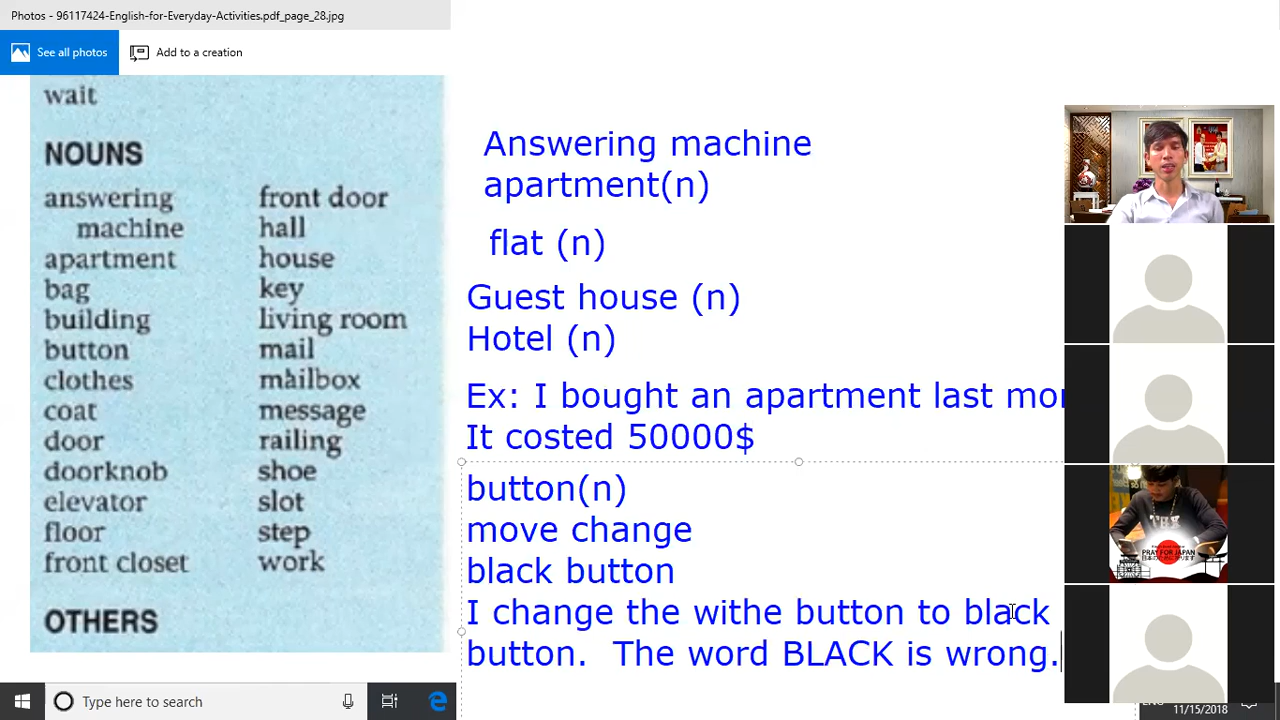 Photos - 96117424-English-for-Everyday-Activities.pdf_page_28.jpg
See all photos
Add to a creation
wait
NOUNS
answering
machine
apartment
bag
building
button
clothes
coat
door
doorknob
elevator
floor
front closet
front door
hall
house
key
living room
mail
mailbox
message
railing
shoe
slot
step
work
OTHERS
Answering machine
apartment(n)
flat (n)
Guest house (n)
Hotel (n)
Ex: I bought an apartment last
It costed 50000$
button(n)
move change
black button
I change the withe button to black
button. The word BLACK is wrong.
PRAY FOR JAPAN
Type here to search
ENG
11/15/2018